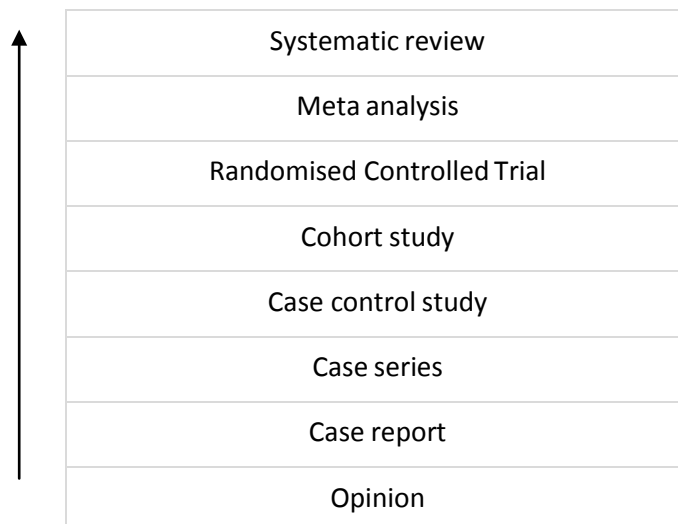 Systematic review
Meta analysis
Randomised Controlled Trial
Cohort study
Case control study
Case series
Case report
Opinion